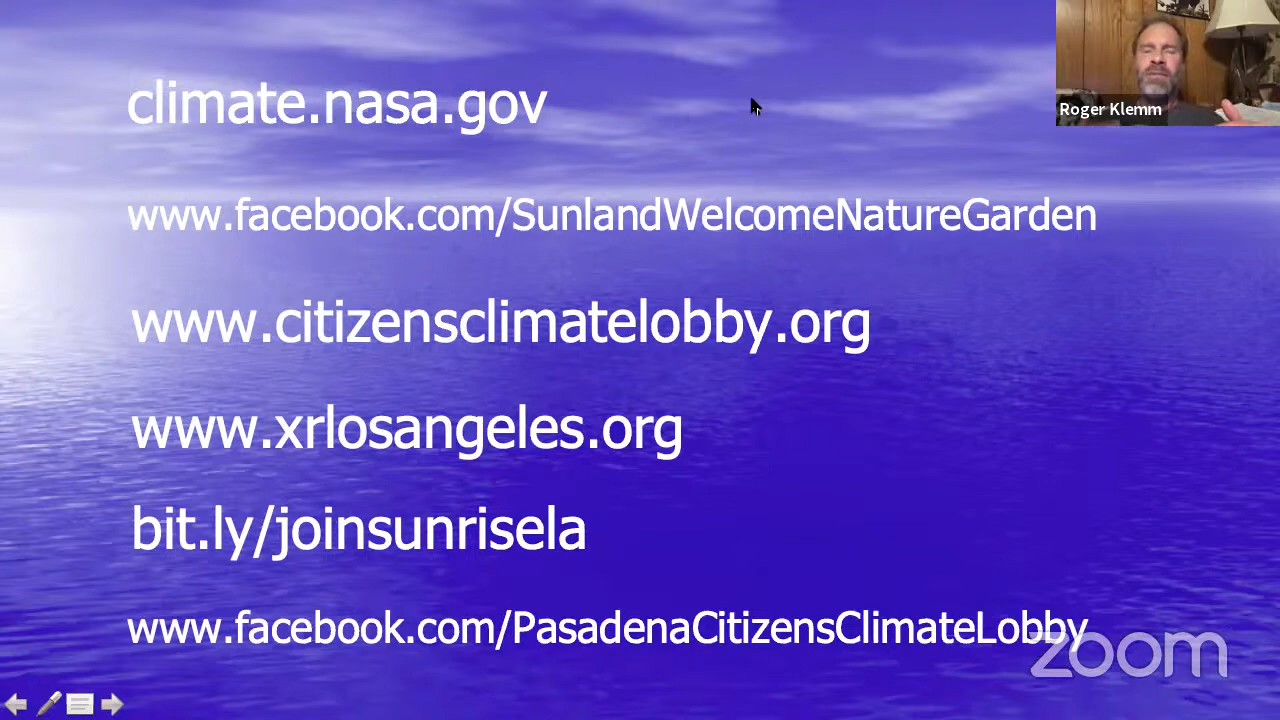 climate.nasa.gov
Roger Klemm
www.facebook.com/SunlandWelcomeNatureGarden
www.citizensclimatelobby.org
www.xrlosangeles.org
bit.ly/joinsunrisela
www.facebook.com/PasadenaCitizensClimateLobby
zoom